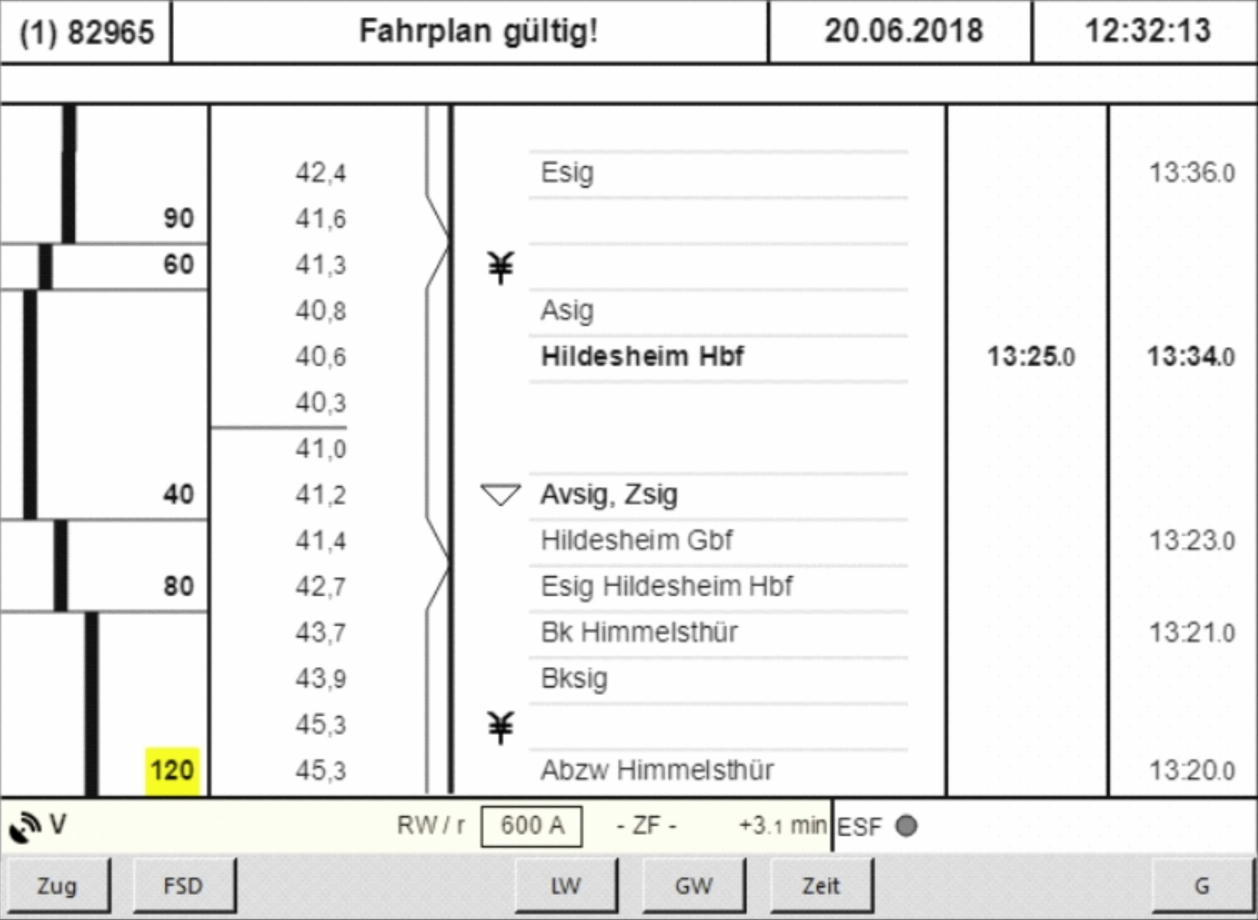 (1) 82965 Fahrplan gültig! 20.06.2018 12:32:13
42,4 Esig 13:36.0
90 41,6
60 41,3 ¥
40,8 Asig
40,6 Hildesheim Hbf 13:25.0 13:34.0
40,3
41,0
40 41,2 Avsig, Zsig
41,4 Hildesheim Gbf 13:23.0
80 42,7 Esig Hildesheim Hbf
43,7 Bk Himmelsthür 13:21.0
43,9 Bksig
45,3 ¥
120 45,3 Abzw Himmelsthür 13:20.0
V RW / r 600 A - ZF - +3.1 min ESF
Zug FSD LW GW Zeit G